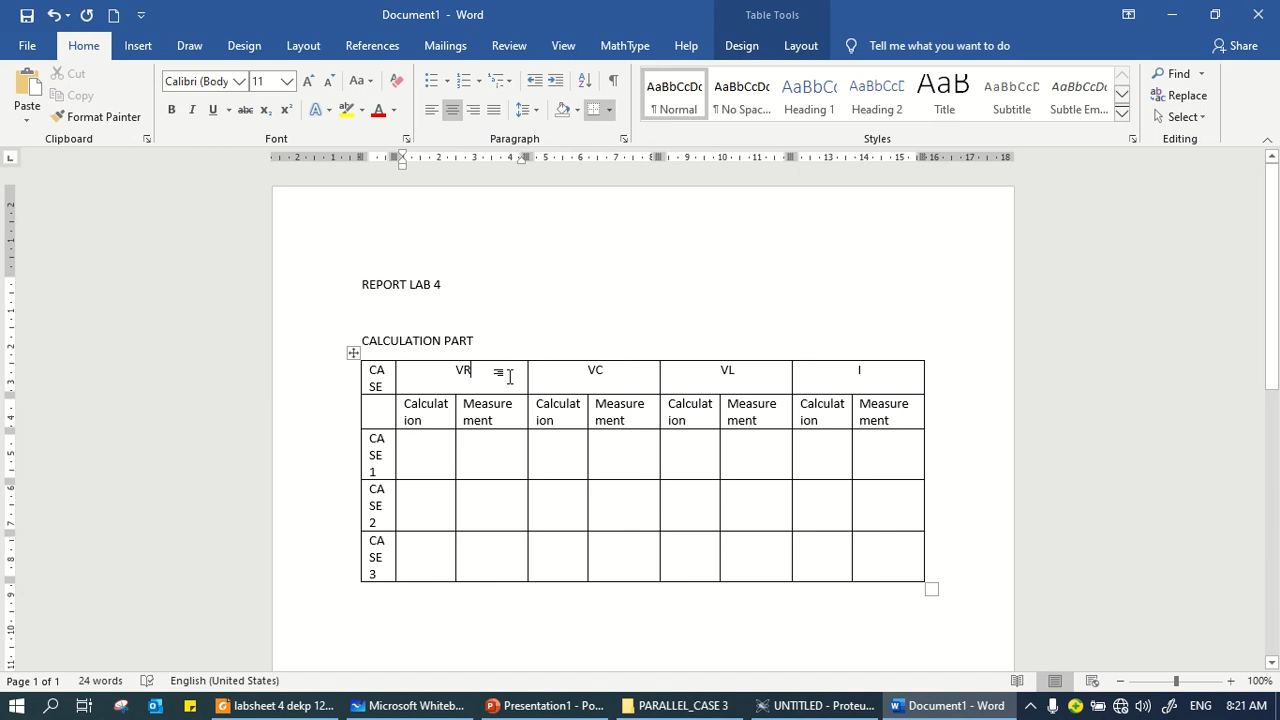 Document1 - Word
Table Tools
File Home Insert Draw Design Layout References Mailings Review View MathType Help Design Layout Tell me what you want to do Share
Paste
Cut
Copy
Format Painter
Clipboard
Calibri (Body 11
Font
Paragraph
AaBbCcDc AaBbCcDc AaBbCc AaBbCcD AaB AaBbCcD AaBbCcDc
¶ Normal ¶ No Spac... Heading 1 Heading 2 Title Subtitle Subtle Em...
Styles
Find
Replace
Select
Editing
REPORT LAB 4
CALCULATION PART
CA
SE
VR VC VL I
Calculat
ion
Measure
ment
Calculat
ion
Measure
ment
Calculat
ion
Measure
ment
Calculat
ion
Measure
ment
CA
SE
1
CA
SE
2
CA
SE
3
Page 1 of 1 24 words English (United States) 100%
labsheet 4 dekp 12... Microsoft Whiteb... Presentation1 - Po... PARALLEL_CASE 3 UNTITLED - Proteu... Document1 - Word ENG 8:21 AM